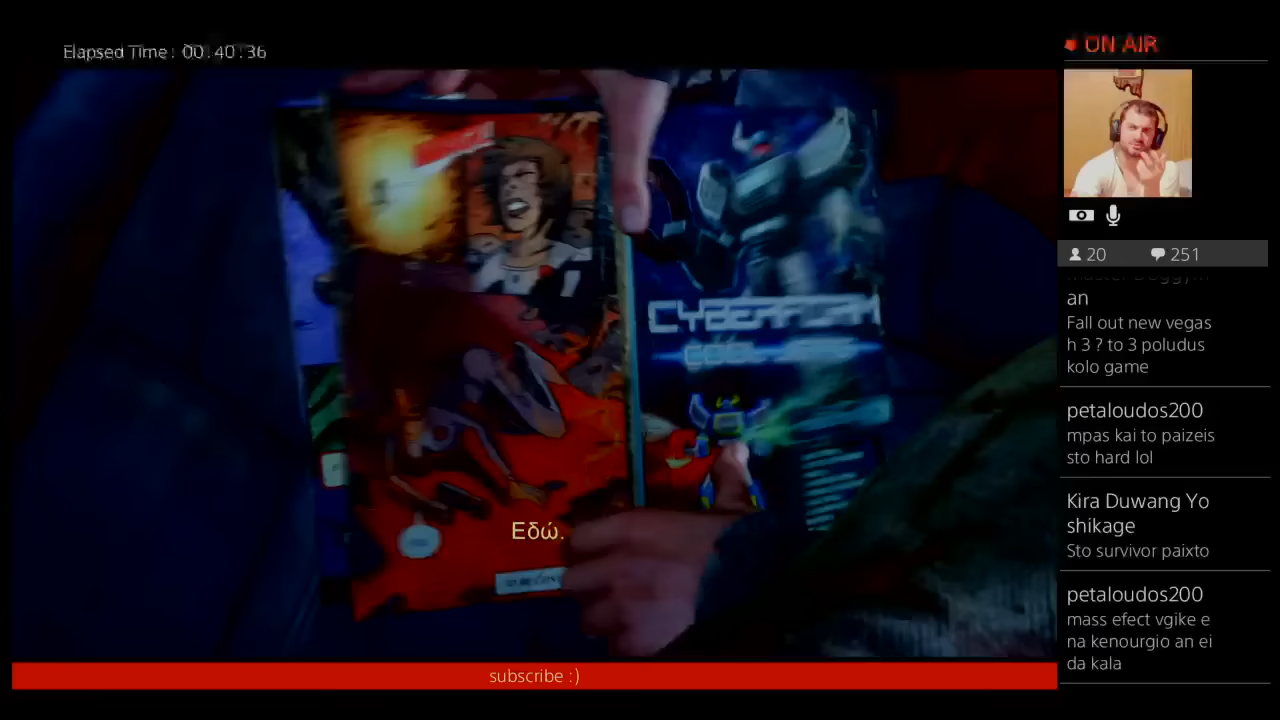 Elapsed Time: 00:40:36
ON AIR
20
251
an
Fall out new vegas
h 3 ? to 3 poludus
kolo game
petaloudos200
mpas kai to paizeis
sto hard lol
Kira Duwang Yo
shikage
Sto survivor paixto
petaloudos200
mass efect vgike e
na kenourgio an ei
da kala
CYBERFORM
Εδώ.
subscribe :)